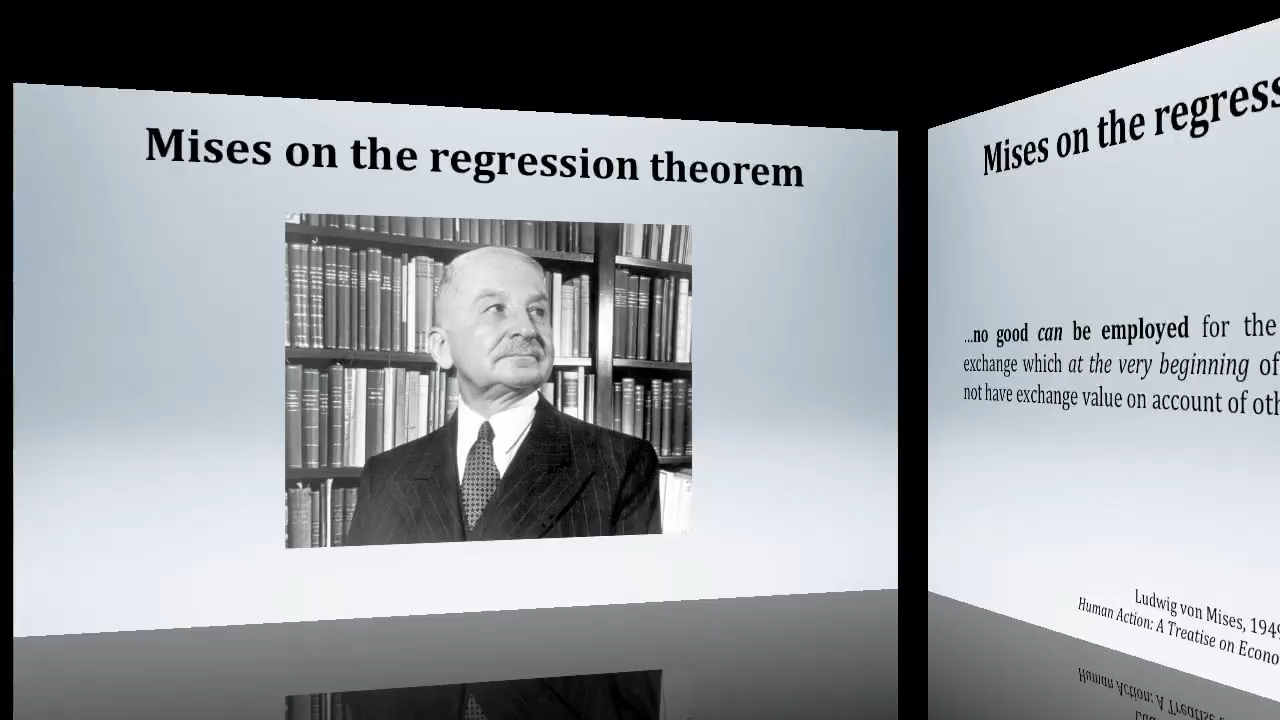 Mises on the regression theorem
Mises on the regress
...no good can be employed for the
exchange which at the very beginning of
not have exchange value on account of oth
Ludwig von Mises, 1949
Human Action: A Treatise on Econo